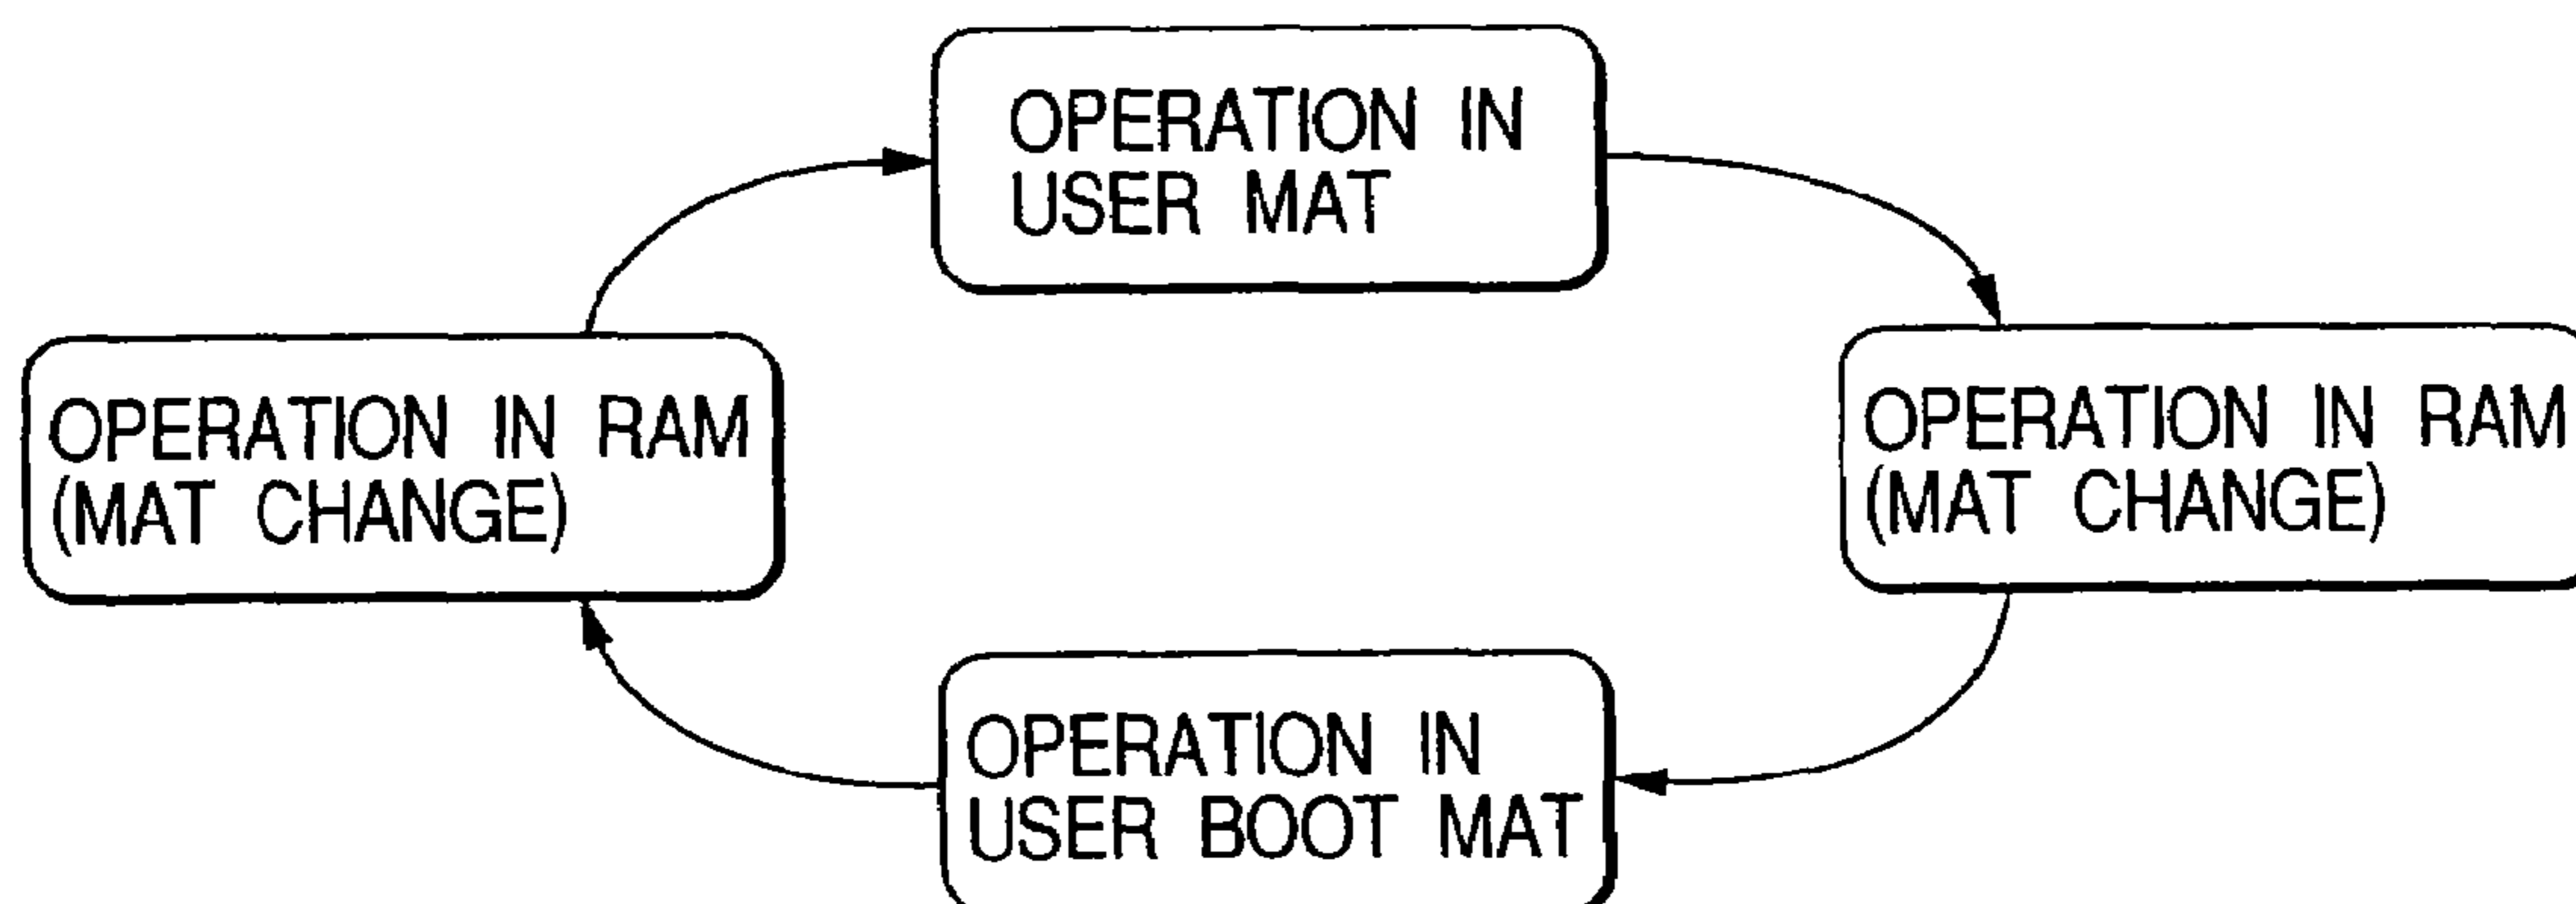 OPERATION IN
USER MAT
OPERATION IN RAM
(MAT CHANGE)
OPERATION IN RAM
(MAT CHANGE)
OPERATION IN
USER BOOT MAT